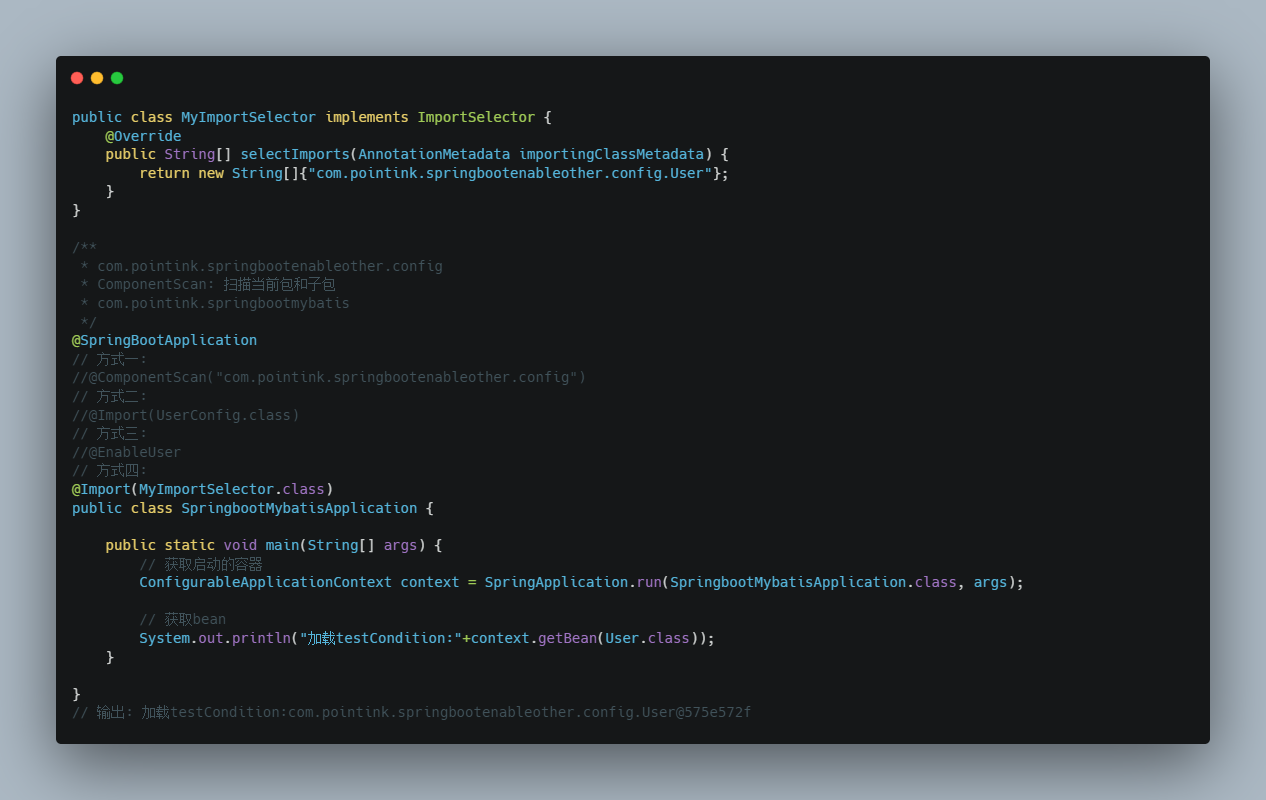 public class MyImportSelector implements ImportSelector {
    @Override
    public String[] selectImports(AnnotationMetadata importingClassMetadata) {
        return new String[]{"com.pointink.springbootenableother.config.User"};
    }
}

/**
 * com.pointink.springbootenableother.config
 * ComponentScan: 扫描当前包和子包
 * com.pointink.springbootmybatis
 */
@SpringBootApplication
// 方式一:
//@ComponentScan("com.pointink.springbootenableother.config")
// 方式二:
//@Import(UserConfig.class)
// 方式三:
//@EnableUser
// 方式四:
@Import(MyImportSelector.class)
public class SpringbootMybatisApplication {

    public static void main(String[] args) {
        // 获取启动的容器
        ConfigurableApplicationContext context = SpringApplication.run(SpringbootMybatisApplication.class, args);

        // 获取bean
        System.out.println("加载testCondition:"+context.getBean(User.class));
    }

}
// 输出: 加载testCondition:com.pointink.springbootenableother.config.User@575e572f